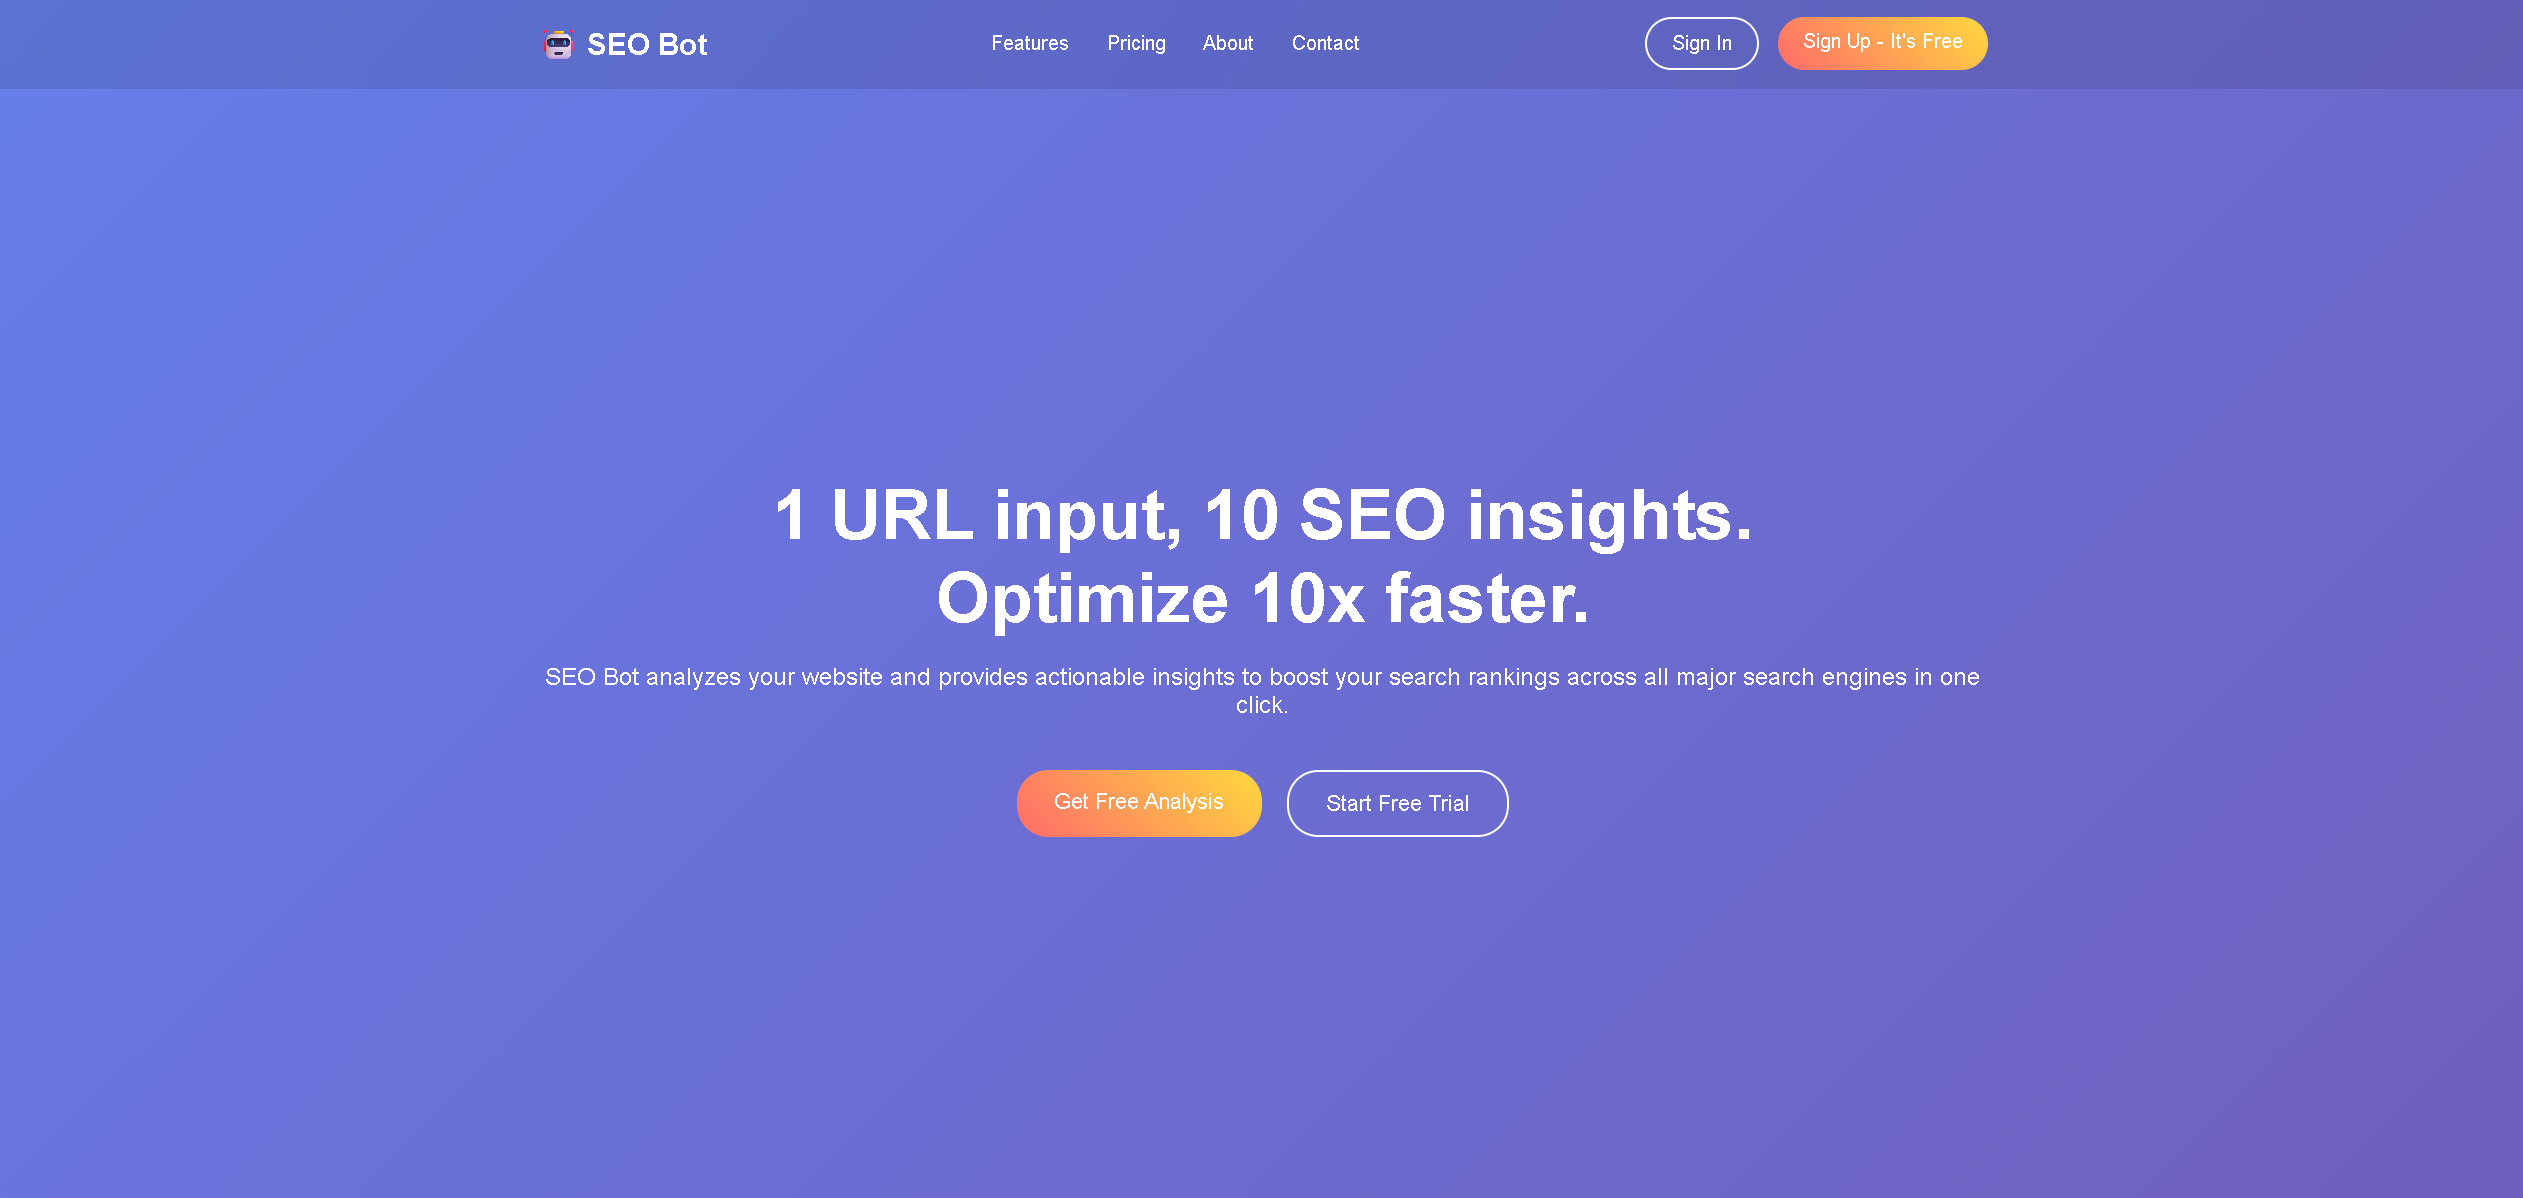 SEO Bot
Features
Pricing
About
Contact
Sign In
Sign Up - It's Free
1 URL input, 10 SEO insights.
Optimize 10x faster.
SEO Bot analyzes your website and provides actionable insights to boost your search rankings across all major search engines in one
click.
Get Free Analysis
Start Free Trial